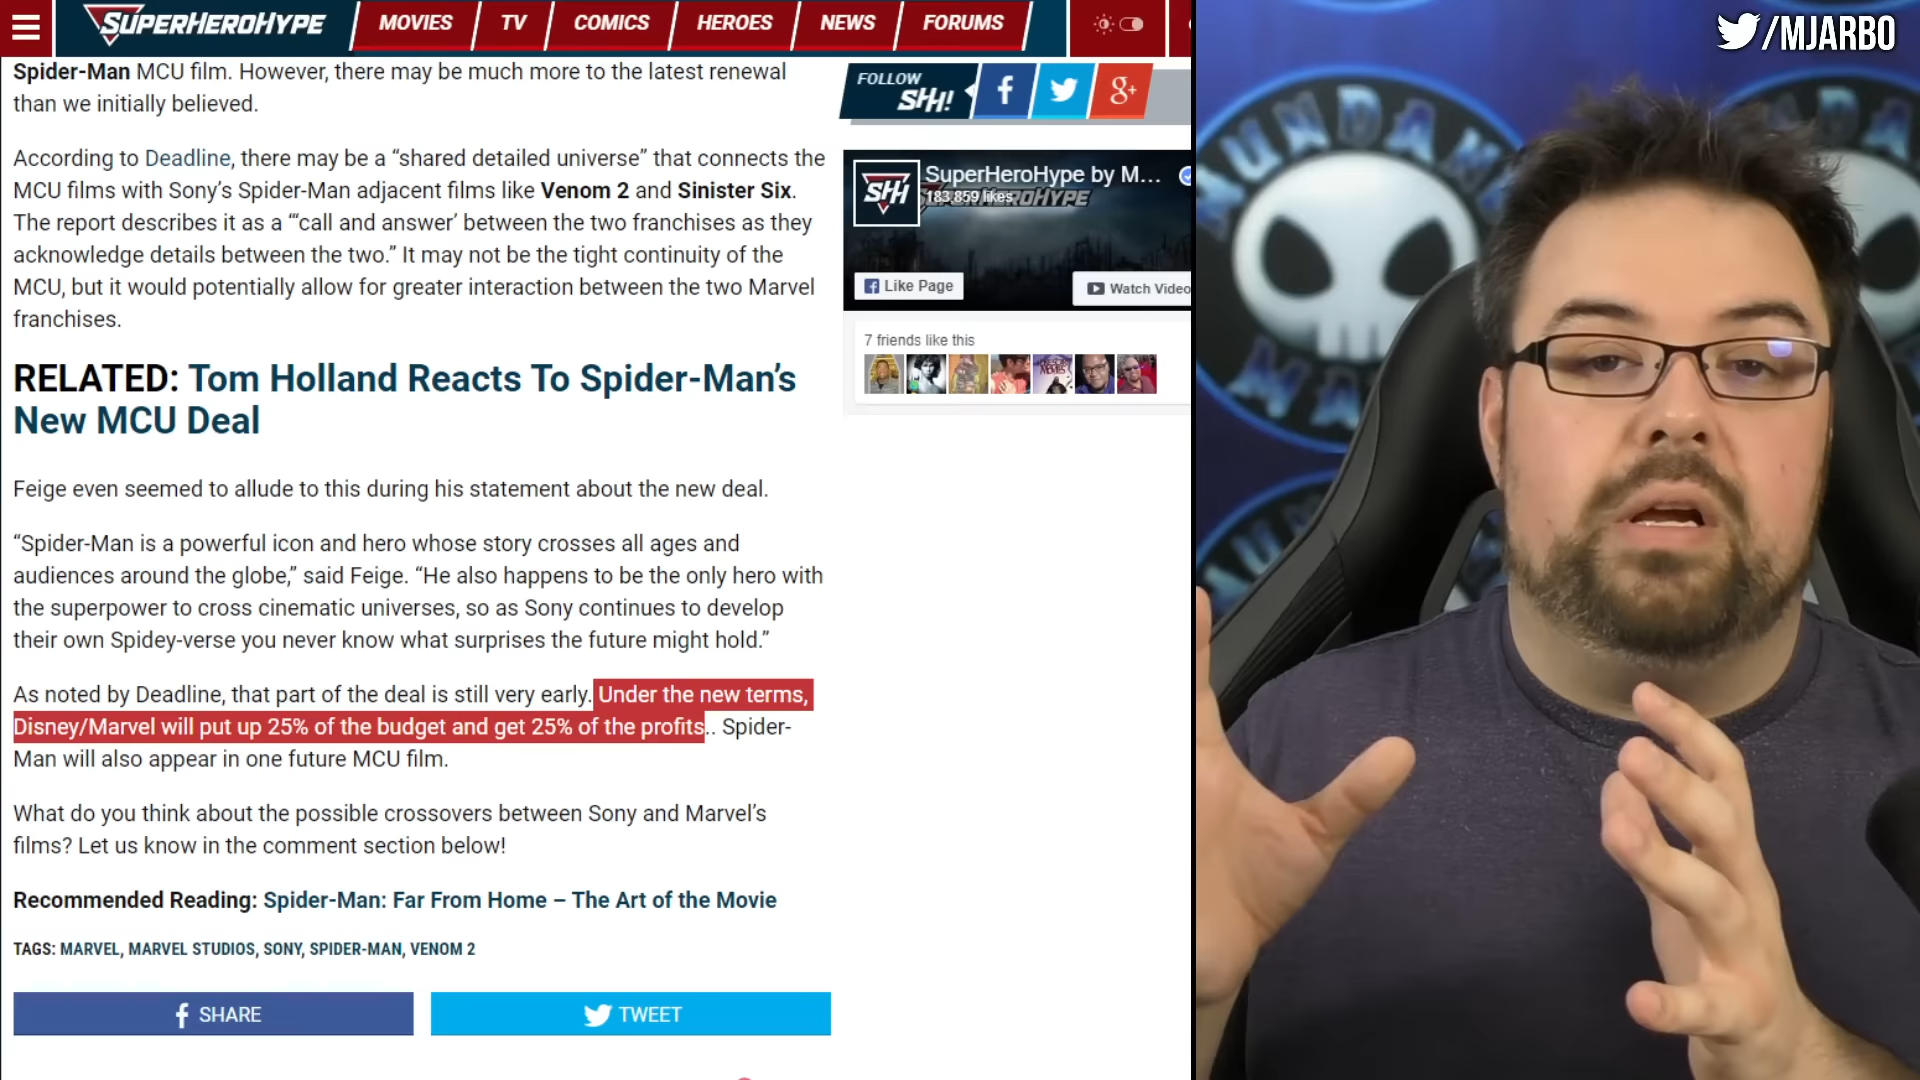 SUPERHEROHYPE
MOVIES
TV
COMICS
HEROES
NEWS
FORUMS
Spider-Man MCU film. However, there may be much more to the latest renewal
than we initially believed.
According to Deadline, there may be a “shared detailed universe” that connects the
MCU films with Sony’s Spider-Man adjacent films like Venom 2 and Sinister Six.
The report describes it as a “‘call and answer’ between the two franchises as they
acknowledge details between the two.” It may not be the tight continuity of the
MCU, but it would potentially allow for greater interaction between the two Marvel
franchises.
RELATED: Tom Holland Reacts To Spider-Man’s
New MCU Deal
Feige even seemed to allude to this during his statement about the new deal.
“Spider-Man is a powerful icon and hero whose story crosses all ages and
audiences around the globe,” said Feige. “He also happens to be the only hero with
the superpower to cross cinematic universes, so as Sony continues to develop
their own Spidey-verse you never know what surprises the future might hold.”
As noted by Deadline, that part of the deal is still very early. Under the new terms,
Disney/Marvel will put up 25% of the budget and get 25% of the profits.. Spider-
Man will also appear in one future MCU film.
What do you think about the possible crossovers between Sony and Marvel’s
films? Let us know in the comment section below!
Recommended Reading: Spider-Man: Far From Home – The Art of the Movie
TAGS: MARVEL, MARVEL STUDIOS, SONY, SPIDER-MAN, VENOM 2
SHARE
TWEET
FOLLOW
SHH!
g+
SHH
SuperHeroHype by M...
183,859 likes
Like Page
Watch Video
7 friends like this
/MJARBO